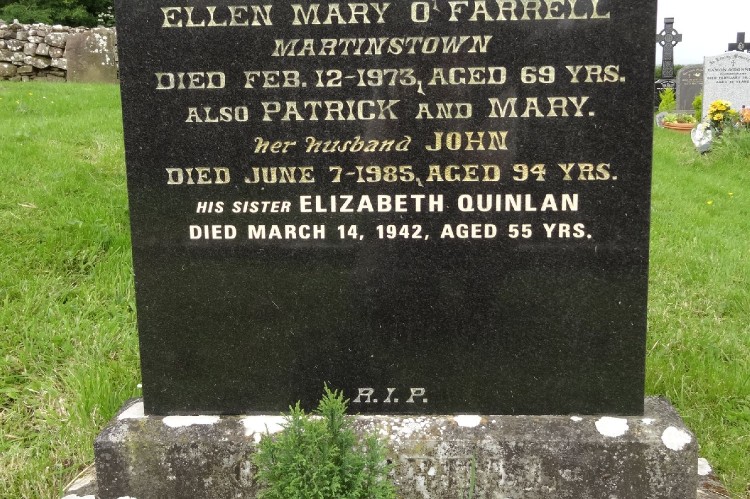 ELLEN MARY O'FARRELL
MARTINSTOWN
DIED FEB. 12-1973, AGED 69 YRS.
ALSO PATRICK AND MARY.
her husband JOHN
DIED JUNE 7-1985, AGED 94 YRS.
HIS SISTER ELIZABETH QUINLAN
DIED MARCH 14, 1942, AGED 55 YRS.
R.I.P.